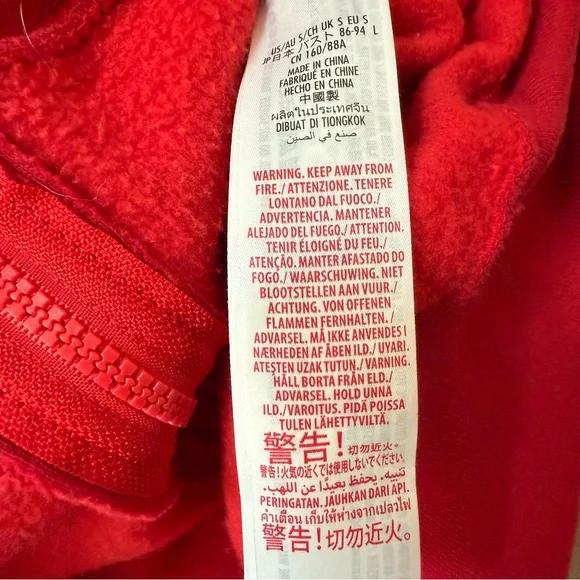 US/AU S/CH UK S EU S
JP日本 バスト 86-94 L
CN 160/88A
MADE IN CHINA
FABRIQUÉ EN CHINE
HECHO EN CHINA
中國製
ผลิตในประเทศจีน
DIBUAT DI TIONGKOK
صنع في الصين
WARNING. KEEP AWAY FROM
FIRE./ ATTENZIONE. TENERE
LONTANO DAL FUOCO./
ADVERTENCIA. MANTENER
ALEJADO DEL FUEGO./ ATTENTION.
TENIR ÉLOIGNÉ DU FEU./
ATENÇÃO. MANTER AFASTADO DO
FOGO./ WAARSCHUWING. NIET
BLOOTSTELLEN AAN VUUR./
ACHTUNG. VON OFFENEN
FLAMMEN FERNHALTEN. /
ADVARSEL. MÅ IKKE ANVENDES I
NÆRHEDEN AF ÅBEN ILD./ UYARI.
ATESTEN UZAK TUTUN./ VARNING.
HÅLL BORTA FRÅN ELD./
ADVARSEL. HOLD UNNA
ILD./ VAROITUS. PIDÄ POISSA
TULEN LÄHETTYVILTÄ.
警告！切勿近火。
警告！火気の近くでは使用しないでください。
تنبيه. يحفظ بعيدًا عن اللهب.
PERINGATAN. JAUHKAN DARI API.
คำเตือน เก็บให้ห่างจากเปลวไฟ
警告！切勿近火。